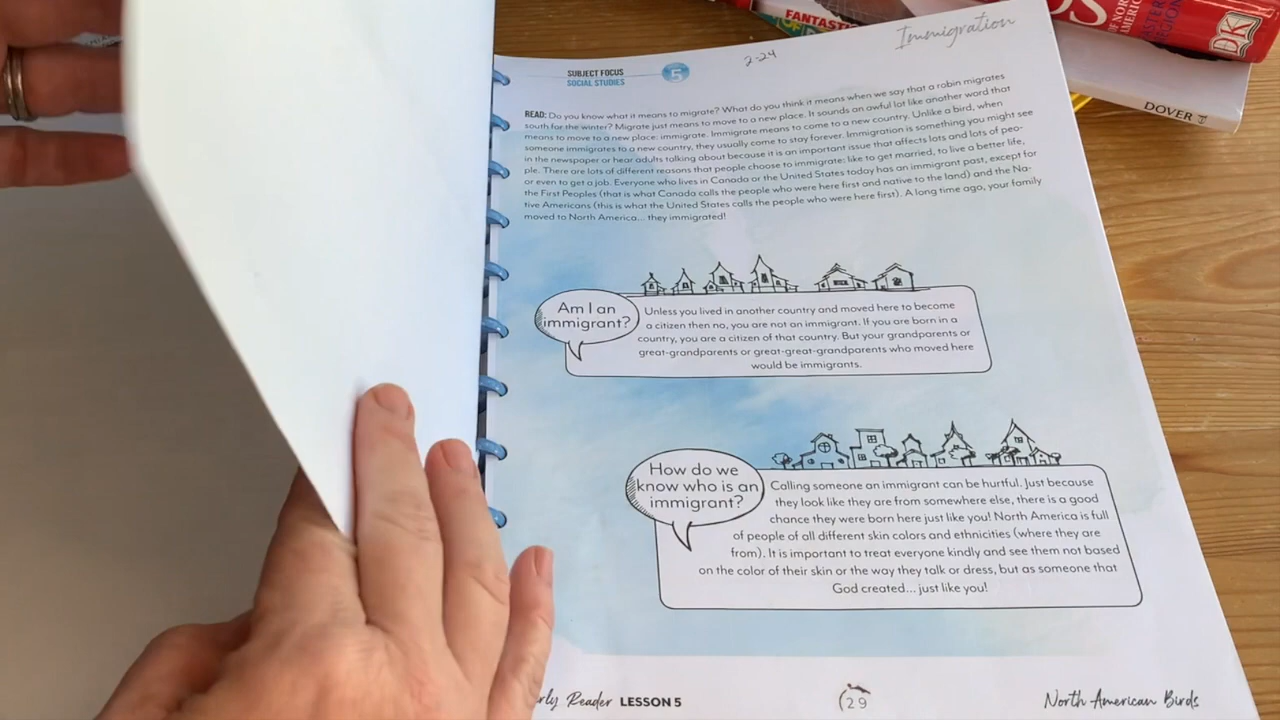 FANTASTIC
DK
DOVER
Immigration
2-24
SUBJECT FOCUS
SOCIAL STUDIES
5
READ: Do you know what it means to migrate? What do you think it means when we say that a robin migrates
south for the winter? Migrate just means to move to a new place. It sounds an awful lot like another word that
means to move to a new place: immigrate. Immigrate means to come to a new country. Unlike a bird, when
someone immigrates to a new country, they usually come to stay forever. Immigration is something you might see
in the newspaper or hear adults talking about because it is an important issue that affects lots and lots of peo-
ple. There are lots of different reasons that people choose to immigrate: like to get married, to live a better life,
or even to get a job. Everyone who lives in Canada or the United States today has an immigrant past, except for
the First Peoples (that is what Canada calls the people who were here first and native to the land) and the Na-
tive Americans (this is what the United States calls the people who were here first). A long time ago, your family
moved to North America... they immigrated!
Am I an
immigrant?
Unless you lived in another country and moved here to become
a citizen then no, you are not an immigrant. If you are born in a
country, you are a citizen of that country. But your grandparents or
great-grandparents or great-great-grandparents who moved here
would be immigrants.
How do we
know who is an
immigrant?
Calling someone an immigrant can be hurtful. Just because
they look like they are from somewhere else, there is a good
chance they were born here just like you! North America is full
of people of all different skin colors and ethnicities (where they are
from). It is important to treat everyone kindly and see them not based
on the color of their skin or the way they talk or dress, but as someone that
God created... just like you!
rly Reader LESSON 5
29
North American Birds